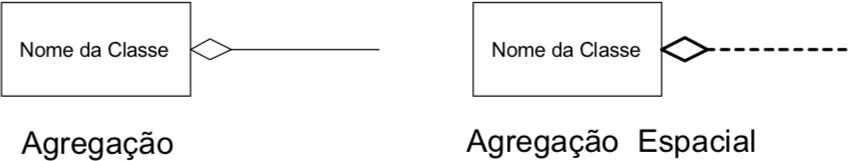 Nome da Classe
Nome da Classe
Agregação
Agregação Espacial